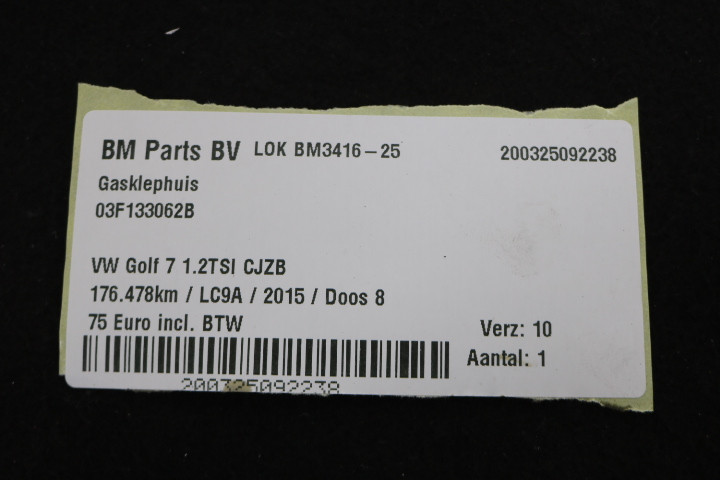 BM Parts BV LOK BM3416-25 200325092238
Gasklephuis
03F133062B
VW Golf 7 1.2TSI CJZB
176.478km / LC9A / 2015 / Doos 8
75 Euro incl. BTW Verz: 10
Aantal: 1
200325092238